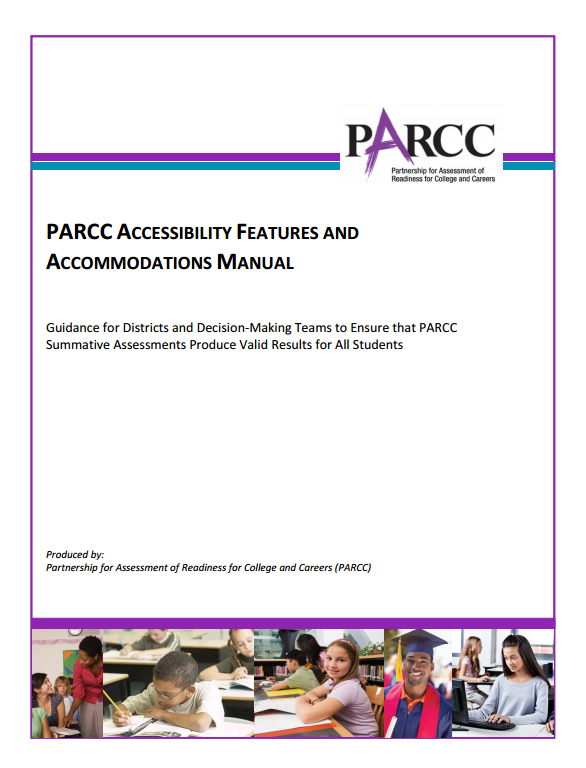 PARCC
Partnership for Assessment of
Readiness for College and Careers
PARCC ACCESSIBILITY FEATURES AND
ACCOMMODATIONS MANUAL
Guidance for Districts and Decision-Making Teams to Ensure that PARCC
Summative Assessments Produce Valid Results for All Students
Produced by:
Partnership for Assessment of Readiness for College and Careers (PARCC)